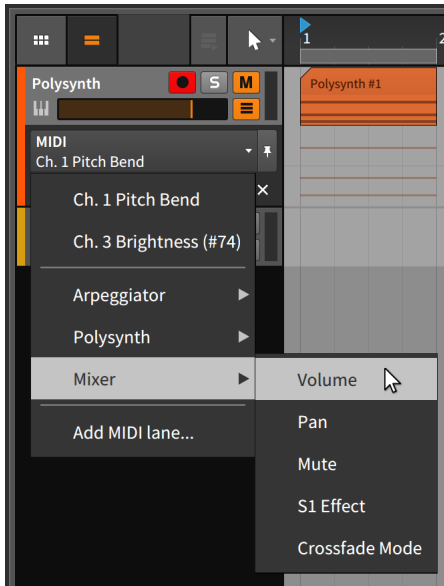 1
2
Polysynth
S
M
Polysynth #1
MIDI
Ch. 1 Pitch Bend
Ch. 1 Pitch Bend
Ch. 3 Brightness (#74)
Arpeggiator
Polysynth
Mixer
Add MIDI lane...
Volume
Pan
Mute
S1 Effect
Crossfade Mode